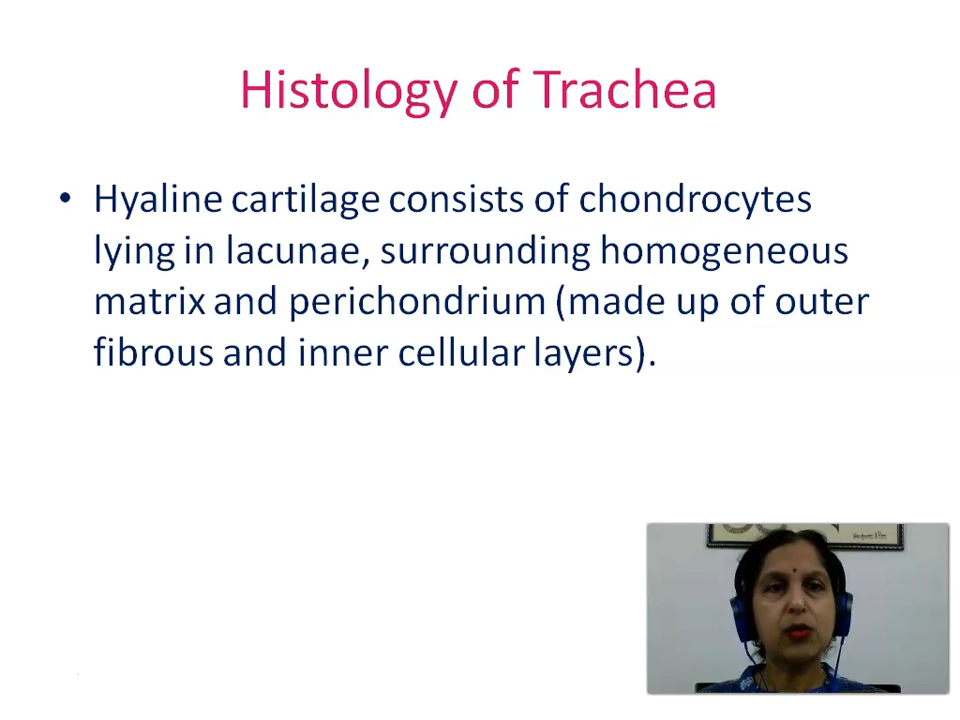 Histology of Trachea
• Hyaline cartilage consists of chondrocytes
lying in lacunae, surrounding homogeneous
matrix and perichondrium (made up of outer
fibrous and inner cellular layers).